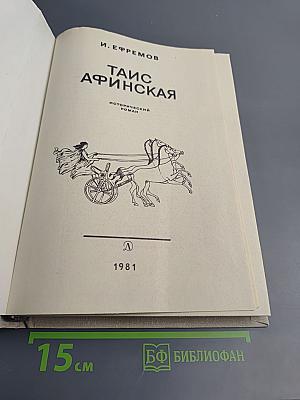 И. ЕФРЕМОВ
ТАИС
АФИНСКАЯ
ИСТОРИЧЕСКИЙ
РОМАН
Д
1981
15 см
БФ БИБЛИОФАН